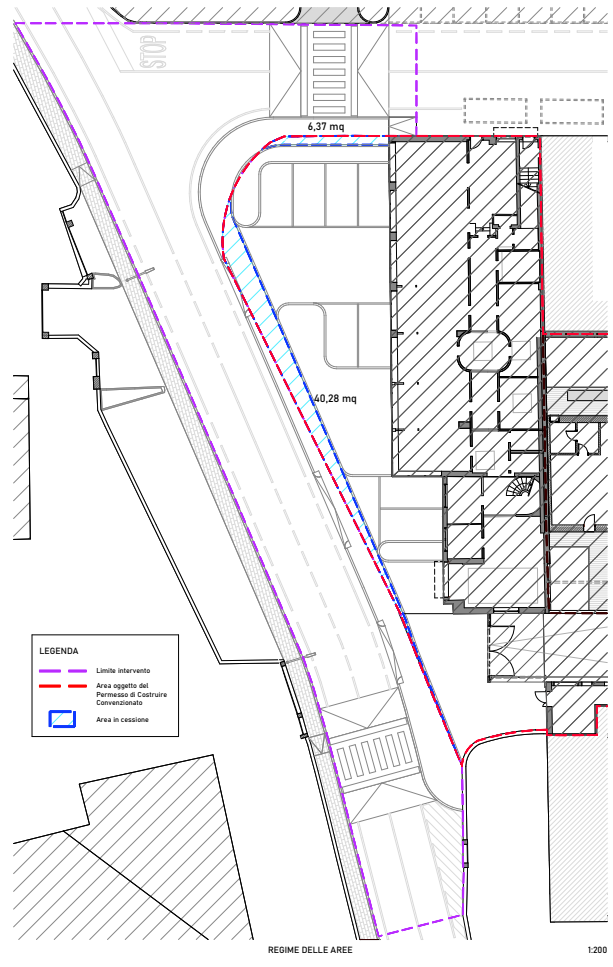 STOP
6,37 mq
40,28 mq
LEGENDA
Limite intervento
Area oggetto del
Permesso di Costruire
Convenzionato
Area in cessione
REGIME DELLE AREE
1:200